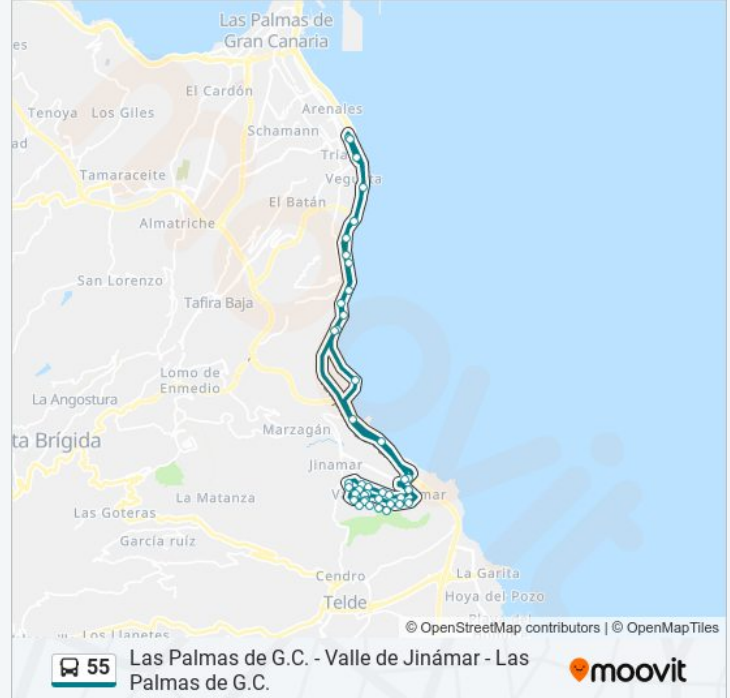 Las Palmas de
Gran Canaria
es
El Cardón
Arenales
Tenoya
Los Giles
Schamann
ad
Tría
Tamaraceite
Vegueta
El Batán
Almatriche
San Lorenzo
Tafira Baja
Lomo de
Enmedio
La Angostura
Marzagán
ta Brígida
Jinamar
La Matanza
V
mar
Las Goteras
García ruíz
Cendro
La Garita
Telde
Hoya del Pozo
Los Llanetes
© OpenStreetMap contributors | © OpenMapTiles
55
Las Palmas de G.C. - Valle de Jinámar - Las
Palmas de G.C.
moovit